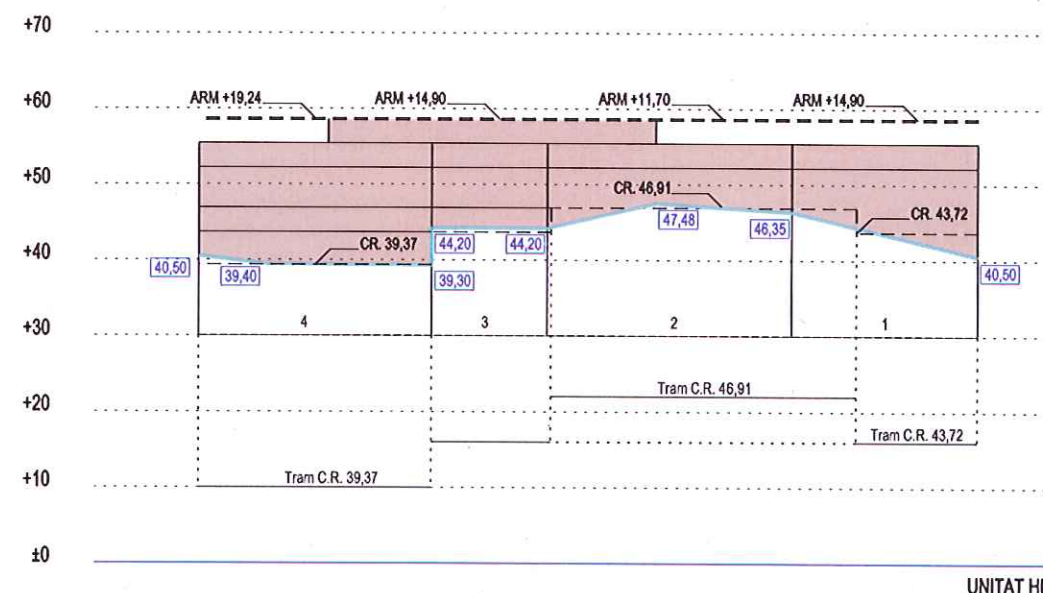 +70
+60
ARM +19,24
ARM +14,90
ARM +11,70
ARM +14,90
+50
CR. 46,91
47,48
46,35
CR. 43,72
+40
CR. 39,37
44,20
44,20
40,50
39,40
39,30
40,50
+30
4
3
2
1
Tram C.R. 46,91
+20
Tram C.R. 43,72
+10
Tram C.R. 39,37
±0
UNITAT